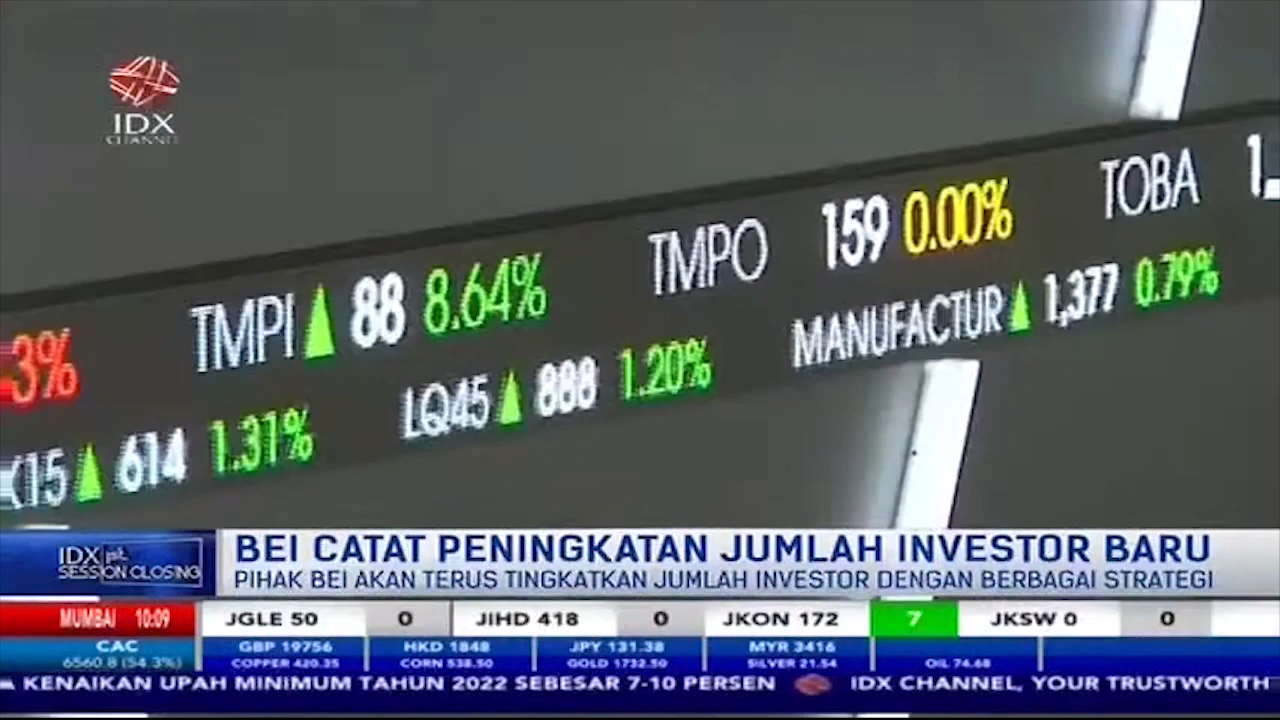 IDX
CHANNEL
TMPI 88 8.64% TMPO 159 0.00% TOBA
3%
15 614 1.31% LQ45 888 1.20% MANUFACTUR 1,377 0.79%
IDX 1st
SESSION CLOSING
BEI CATAT PENINGKATAN JUMLAH INVESTOR BARU
PIHAK BEI AKAN TERUS TINGKATKAN JUMLAH INVESTOR DENGAN BERBAGAI STRATEGI
MUMBAI 10:09 JGLE 50 0 JIHD 418 0 JKON 172 7 JKSW 0 0
CAC GBP 19756 HKD 1848 JPY 131.38 MYR 3416
6560.8 (54.3%) COPPER 420.35 CORN 538.50 GOLD 1732.50 SILVER 21.54 OIL 74.68
KENAIKAN UPAH MINIMUM TAHUN 2022 SEBESAR 7-10 PERSEN IDX CHANNEL, YOUR TRUSTWORTH